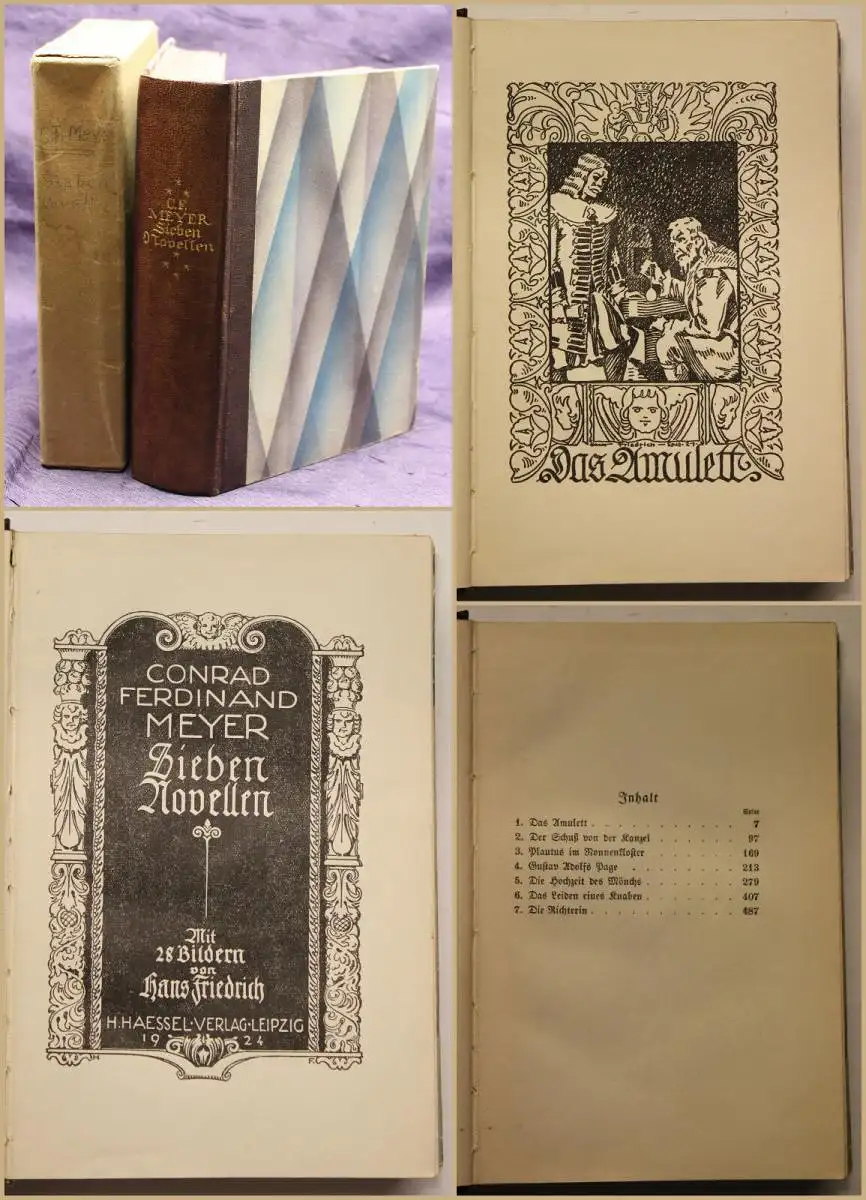 C. F. Meyer
C. F.
MEYER
Sieben
Novellen
Das Amulett
CONRAD
FERDINAND
MEYER
Sieben
Novellen
Mit
28 Bildern
von
Hans Friedrich
H. HAESSEL·VERLAG·LEIPZIG
19 24
H F.
Inhalt
Seite
1. Das Amulett . . . . . . . . . . . . 7
2. Der Schuß von der Kanzel . . . . . . . 97
3. Plautus im Nonnenkloster . . . . . . . 169
4. Gustav Adolfs Page . . . . . . . . . 213
5. Die Hochzeit des Mönchs . . . . . . . 279
6. Das Leiden eines Knaben . . . . . . . 407
7. Die Richterin . . . . . . . . . . . . 487